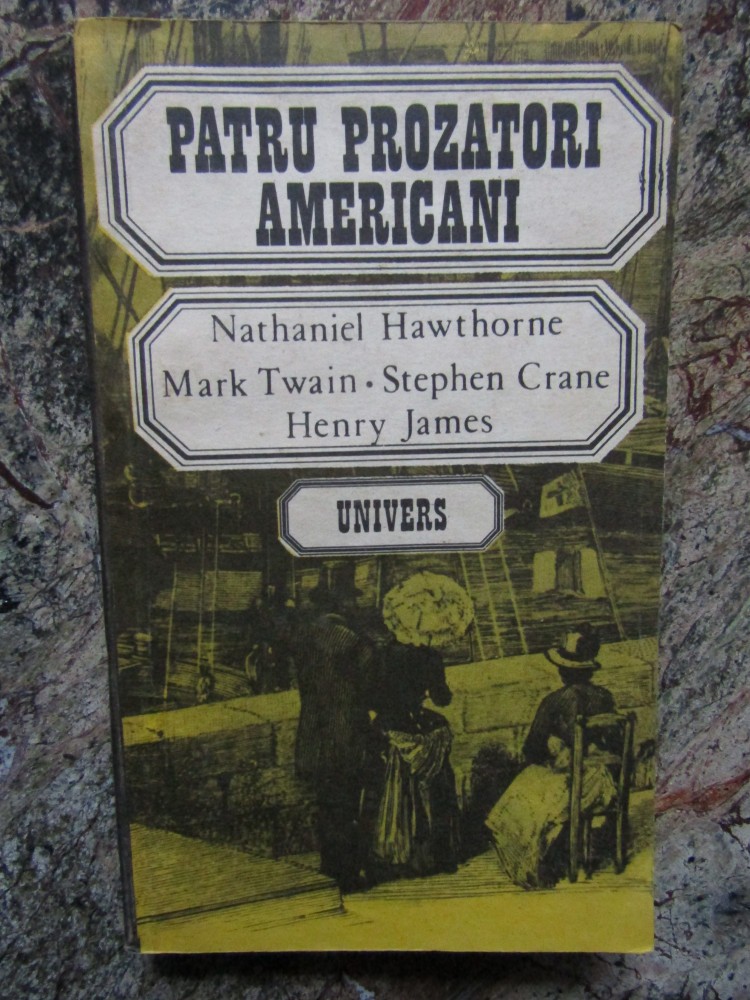 PATRU PROZATORI
AMERICANI
Nathaniel Hawthorne
Mark Twain • Stephen Crane
Henry James
UNIVERS